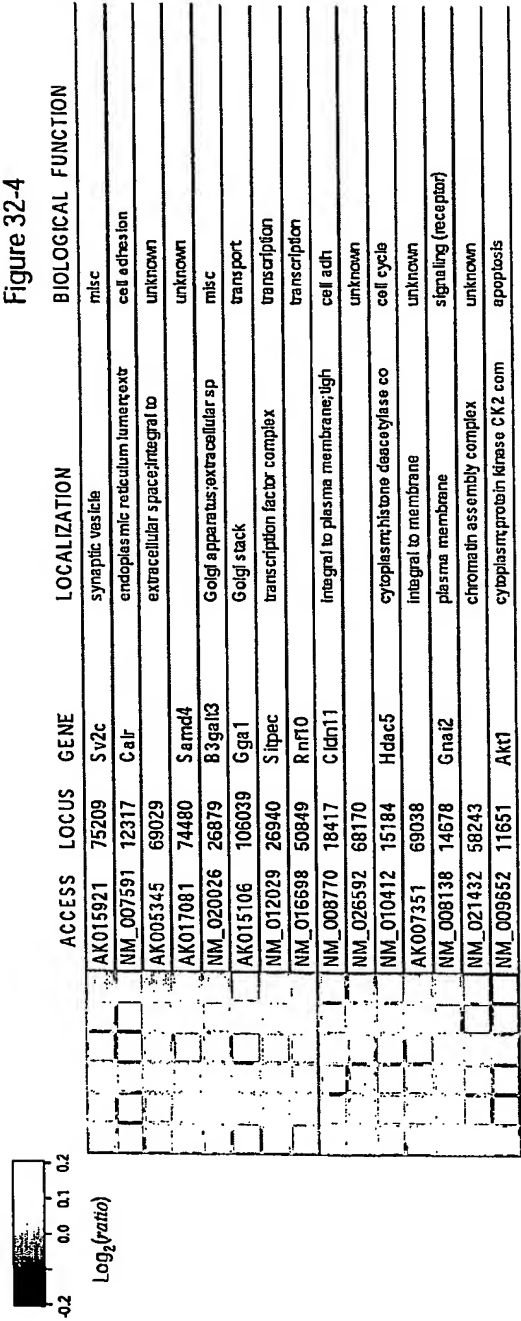 Figure 32-4
ACCESS LOCUS GENE LOCALIZATION BIOLOGICAL FUNCTION
AK015921 75209 Sv2c synaptic vesicle misc
NM_007591 12317 Calr endoplasmic reticulum lumen;extr cell adhesion
AK005345 69029 extracellular space;integral to unknown
AK017081 74480 Samd4 unknown
NM_020026 26879 B3galt3 Golgi apparatus;extracellular sp misc
AK015106 106039 Gga1 Golgi stack transport
NM_012029 26940 Sitpec transcription factor complex transcription
NM_016698 50849 Rnf10 transcription
NM_008770 18417 Cldn11 integral to plasma membrane;tigh cell adh
NM_026592 68170 unknown
NM_010412 15184 Hdac5 cytoplasm;histone deacetylase co cell cycle
AK007351 69038 integral to membrane unknown
NM_008138 14678 Gnai2 plasma membrane signaling (receptor)
NM_021432 58243 chromatin assembly complex unknown
NM_009652 11651 Akt1 cytoplasm;protein kinase CK2 com apoptosis
-0.2 0.0 0.1 0.2
Log2(ratio)